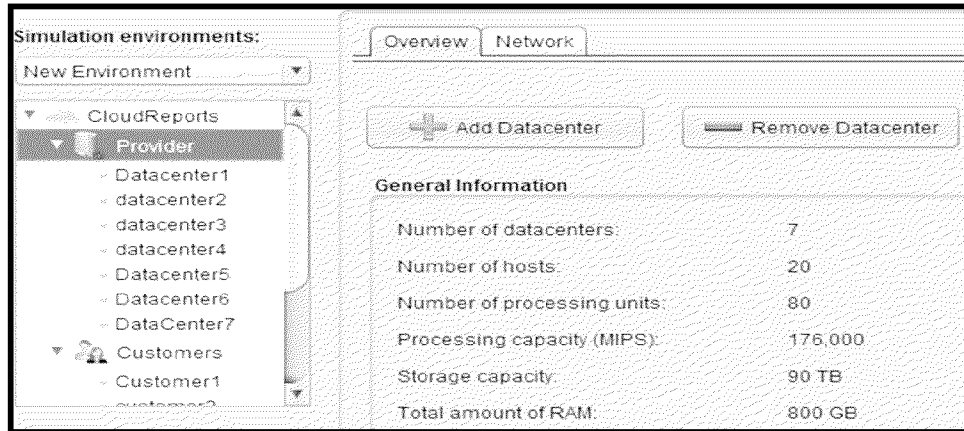 Simulation environments:
New Environment
CloudReports
Provider
Datacenter1
datacenter2
datacenter3
datacenter4
Datacenter5
Datacenter6
DataCenter7
Customers
Customer1
customer2
Overview
Network
Add Datacenter
Remove Datacenter
General Information
Number of datacenters: 7
Number of hosts: 20
Number of processing units: 80
Processing capacity (MIPS): 176,000
Storage capacity: 90 TB
Total amount of RAM: 800 GB